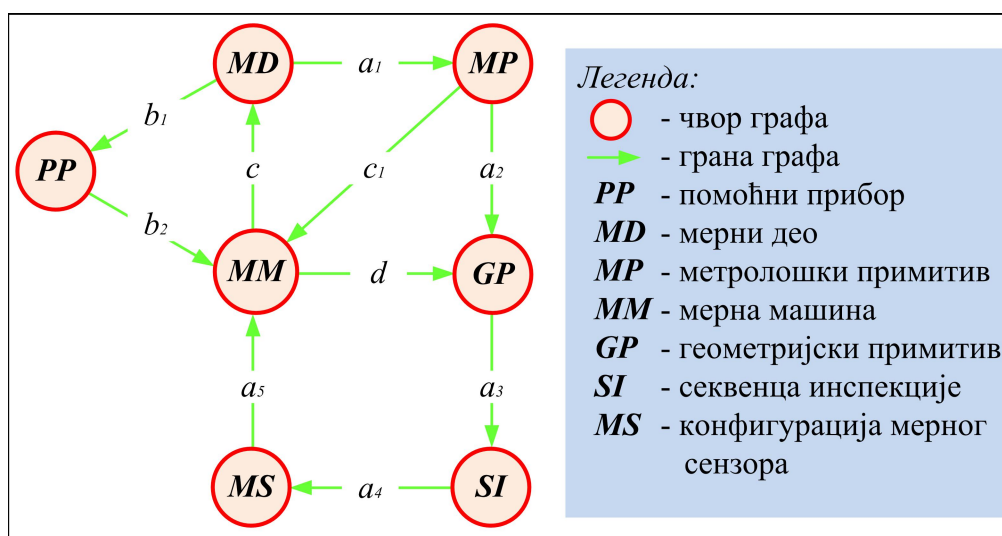 MD
a1
MP
b1
PP
c
c1
a2
b2
MM
d
GP
a5
a3
MS
a4
SI
Легенда:
- чвор графа
- грана графа
PP - помоћни прибор
MD - мерни део
MP - метролошки примитив
MM - мерна машина
GP - геометријски примитив
SI - секвенца инспекције
MS - конфигурација мерног
сензора